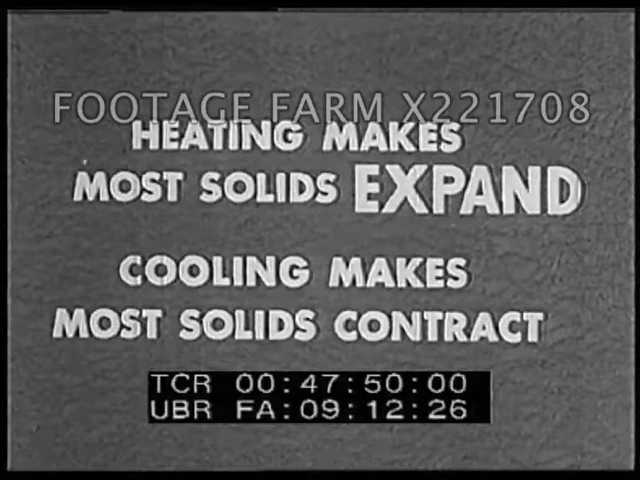 FOOTAGE FARM X221708
HEATING MAKES
MOST SOLIDS EXPAND
COOLING MAKES
MOST SOLIDS CONTRACT
TCR 00:47:50:00
UBR FA:09:12:26